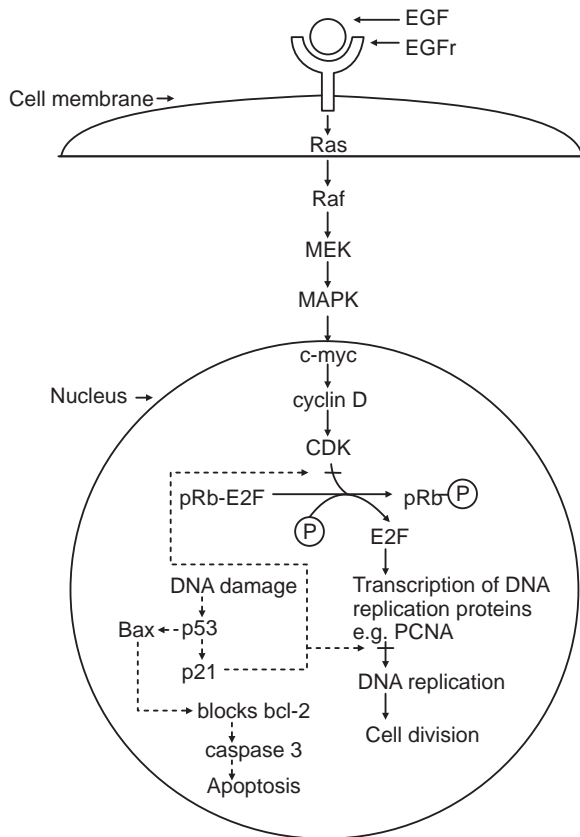 EGF
EGFr
Cell membrane
Ras
Raf
MEK
MAPK
c-myc
Nucleus
cyclin D
CDK
pRb-E2F
pRb
P
P
E2F
DNA damage
Transcription of DNA
replication proteins
e.g. PCNA
Bax
p53
p21
DNA replication
blocks bcl-2
Cell division
caspase 3
Apoptosis